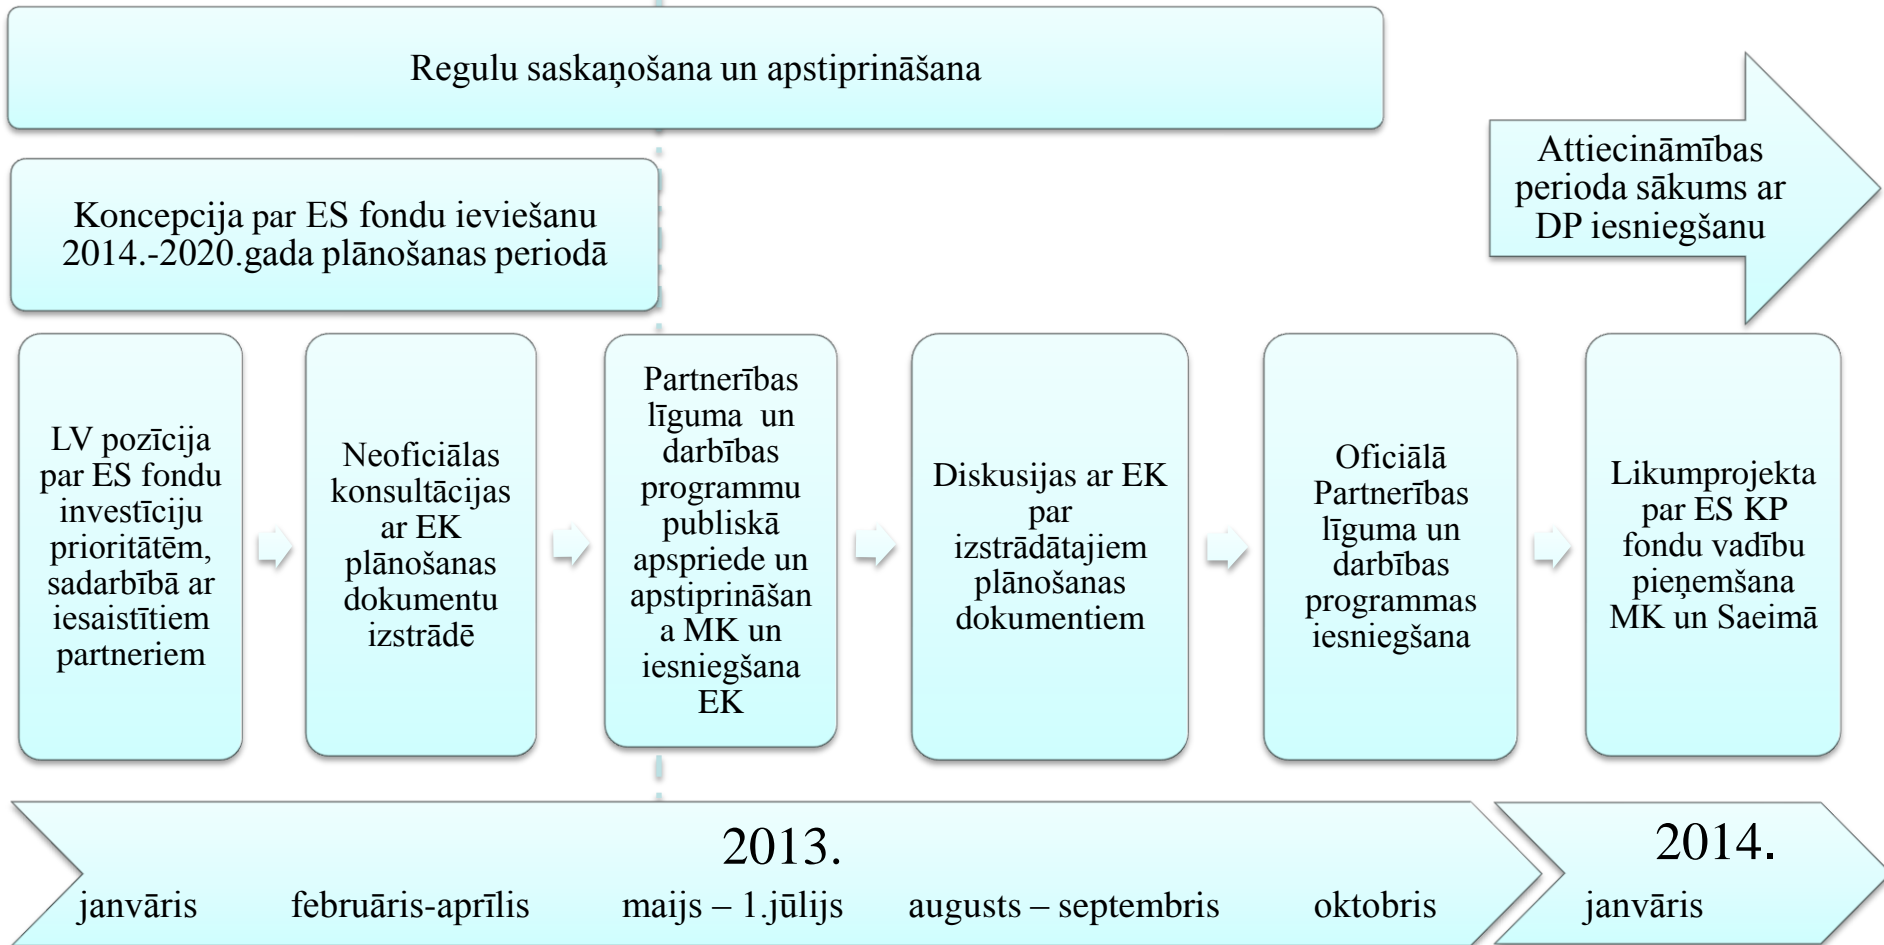 Regulu saskaņošana un apstiprināšana
Attiecināmības
perioda sākums ar
DP iesniegšanu
Koncepcija par ES fondu ieviešanu
2014.-2020.gada plānošanas periodā
LV pozīcija
par ES fondu
investīciju
prioritātēm,
sadarbībā ar
iesaistītiem
partneriem
Neoficiālas
konsultācijas
ar EK
plānošanas
dokumentu
izstrādē
Partnerības
līguma un
darbības
programmu
publiskā
apspriede un
apstiprināšan
a MK un
iesniegšana
EK
Diskusijas ar EK
par
izstrādātajiem
plānošanas
dokumentiem
Oficiālā
Partnerības
līguma un
darbības
programmas
iesniegšana
Likumprojekta
par ES KP
fondu vadību
pieņemšana
MK un Saeimā
2013.
janvāris februāris-aprīlis maijs – 1.jūlijs augusts – septembris oktobris
2014.
janvāris